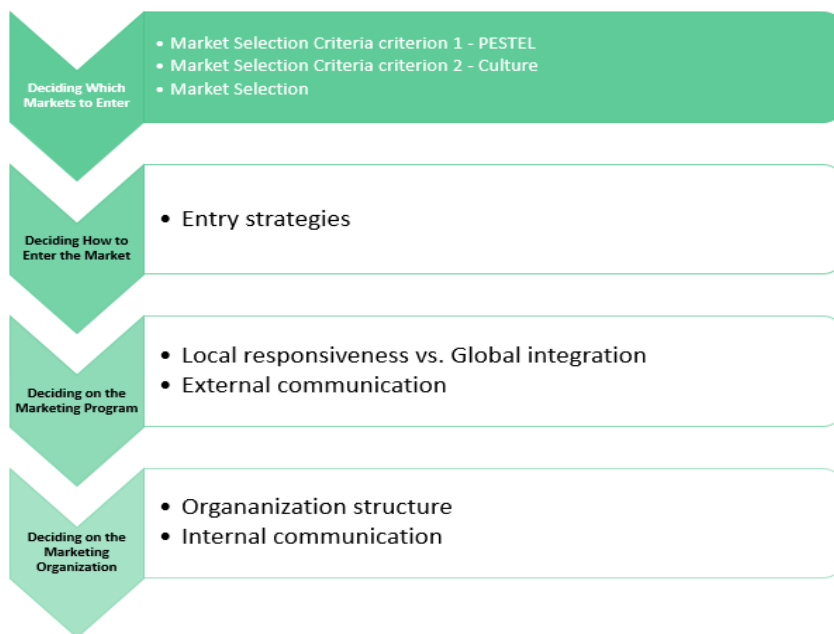 Deciding Which
Markets to Enter
• Market Selection Criteria criterion 1 - PESTEL
• Market Selection Criteria criterion 2 - Culture
• Market Selection
Deciding How to
Enter the Market
• Entry strategies
Deciding on the
Marketing Program
• Local responsiveness vs. Global integration
• External communication
Deciding on the
Marketing
Organization
• Organanization structure
• Internal communication